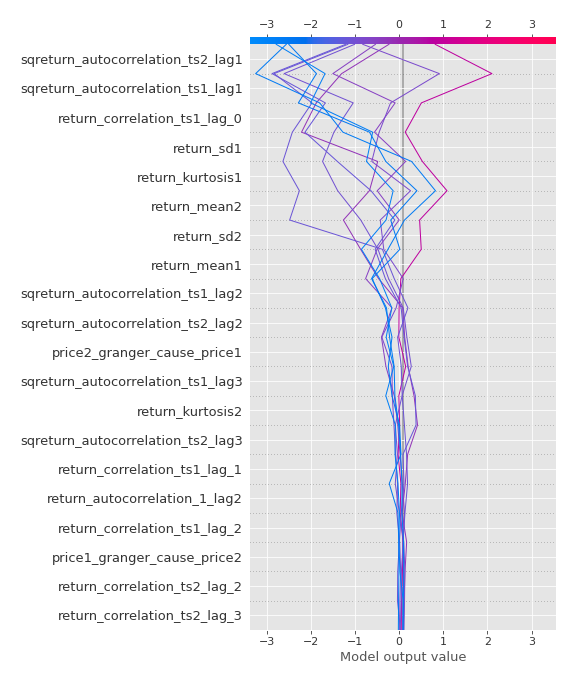 −3 −2 −1 0 1 2 3
sqreturn_autocorrelation_ts2_lag1
sqreturn_autocorrelation_ts1_lag1
return_correlation_ts1_lag_0
return_sd1
return_kurtosis1
return_mean2
return_sd2
return_mean1
sqreturn_autocorrelation_ts1_lag2
sqreturn_autocorrelation_ts2_lag2
price2_granger_cause_price1
sqreturn_autocorrelation_ts1_lag3
return_kurtosis2
sqreturn_autocorrelation_ts2_lag3
return_correlation_ts1_lag_1
return_autocorrelation_1_lag2
return_correlation_ts1_lag_2
price1_granger_cause_price2
return_correlation_ts2_lag_2
return_correlation_ts2_lag_3
−3 −2 −1 0 1 2 3
Model output value